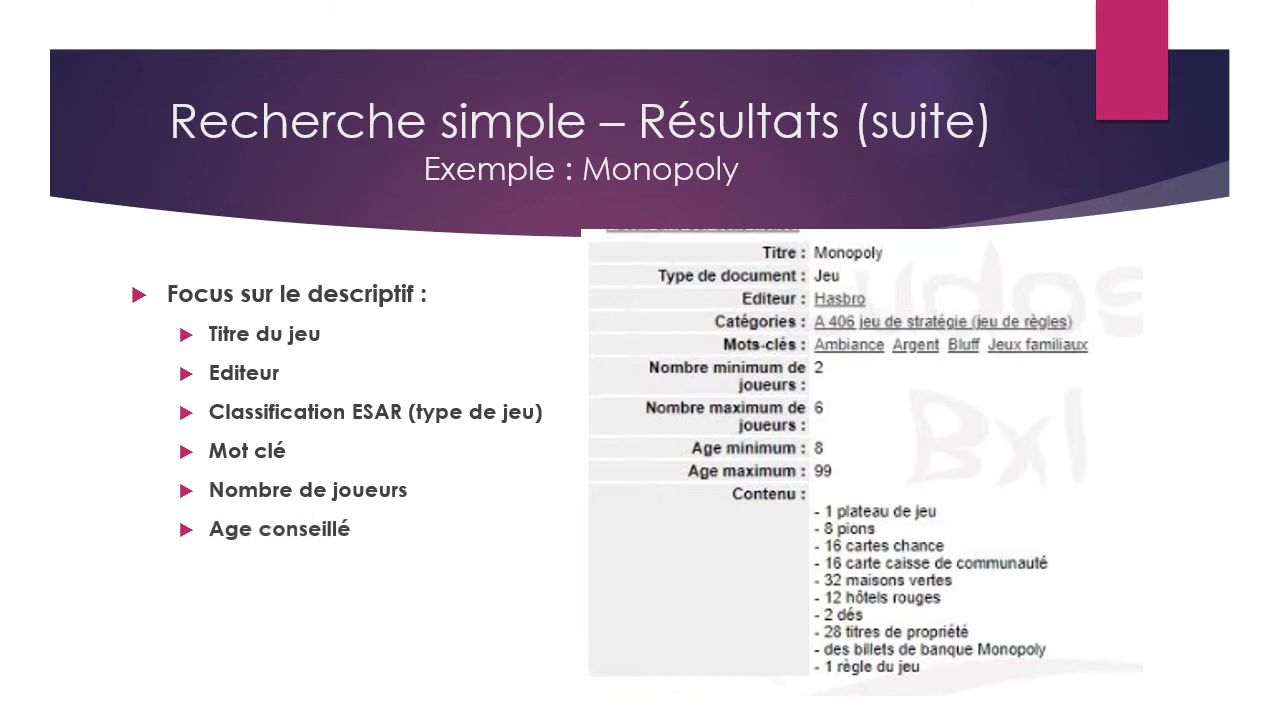 Recherche simple – Résultats (suite)
Exemple : Monopoly
Focus sur le descriptif :
Titre du jeu
Editeur
Classification ESAR (type de jeu)
Mot clé
Nombre de joueurs
Age conseillé
Titre : Monopoly
Type de document : Jeu
Editeur : Hasbro
Catégories : A 406 jeu de stratégie (jeu de règles)
Mots-clés : Ambiance Argent Bluff Jeux familiaux
Nombre minimum de 2
joueurs :
Nombre maximum de 6
joueurs :
Age minimum : 8
Age maximum : 99
Contenu :
- 1 plateau de jeu
- 8 pions
- 16 cartes chance
- 16 carte caisse de communauté
- 32 maisons vertes
- 12 hôtels rouges
- 2 dés
- 28 titres de propriété
- des billets de banque Monopoly
- 1 règle du jeu
Bxl